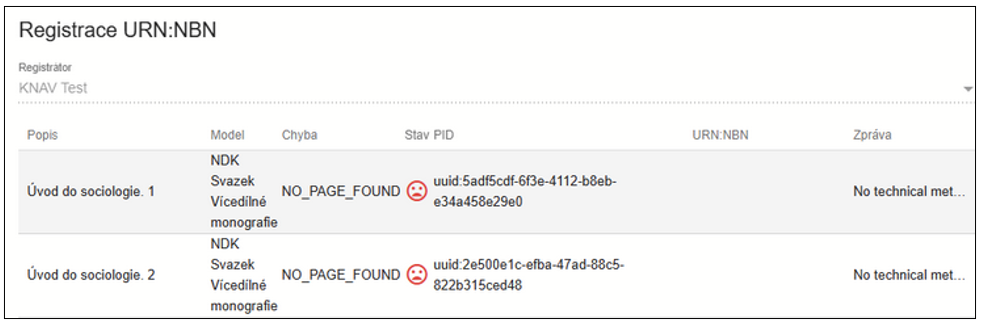 Registrace URN:NBN
Registrátor
KNAV Test
Popis Model Chyba Stav PID URN:NBN Zpráva
Úvod do sociologie. 1 NDK Svazek Vícedílné monografie NO_PAGE_FOUND uuid:5adf5cdf-6f3e-4112-b8eb-e34a458e29e0 No technical met...
Úvod do sociologie. 2 NDK Svazek Vícedílné monografie NO_PAGE_FOUND uuid:2e500e1c-efba-47ad-88c5-822b315ced48 No technical met...